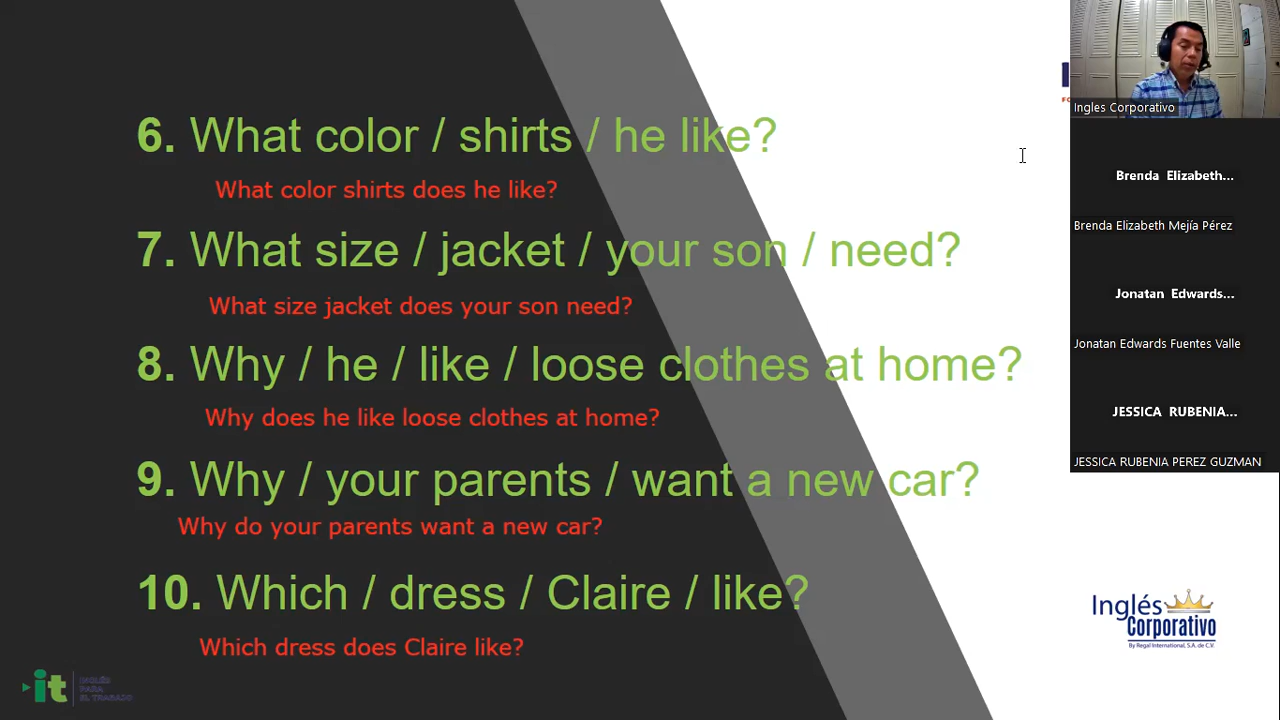 6. What color / shirts / he like?
What color shirts does he like?
7. What size / jacket / your son / need?
What size jacket does your son need?
8. Why / he / like / loose clothes at home?
Why does he like loose clothes at home?
9. Why / your parents / want a new car?
Why do your parents want a new car?
10. Which / dress / Claire / like?
Which dress does Claire like?
it
INGLÉS
PARA
EL TRABAJO
Ingles Corporativo
Brenda Elizabeth...
Brenda Elizabeth Mejía Pérez
Jonatan Edwards...
Jonatan Edwards Fuentes Valle
JESSICA RUBENIA...
JESSICA RUBENIA PEREZ GUZMAN
Inglés
Corporativo
By Regal International, S.A. de C.V.